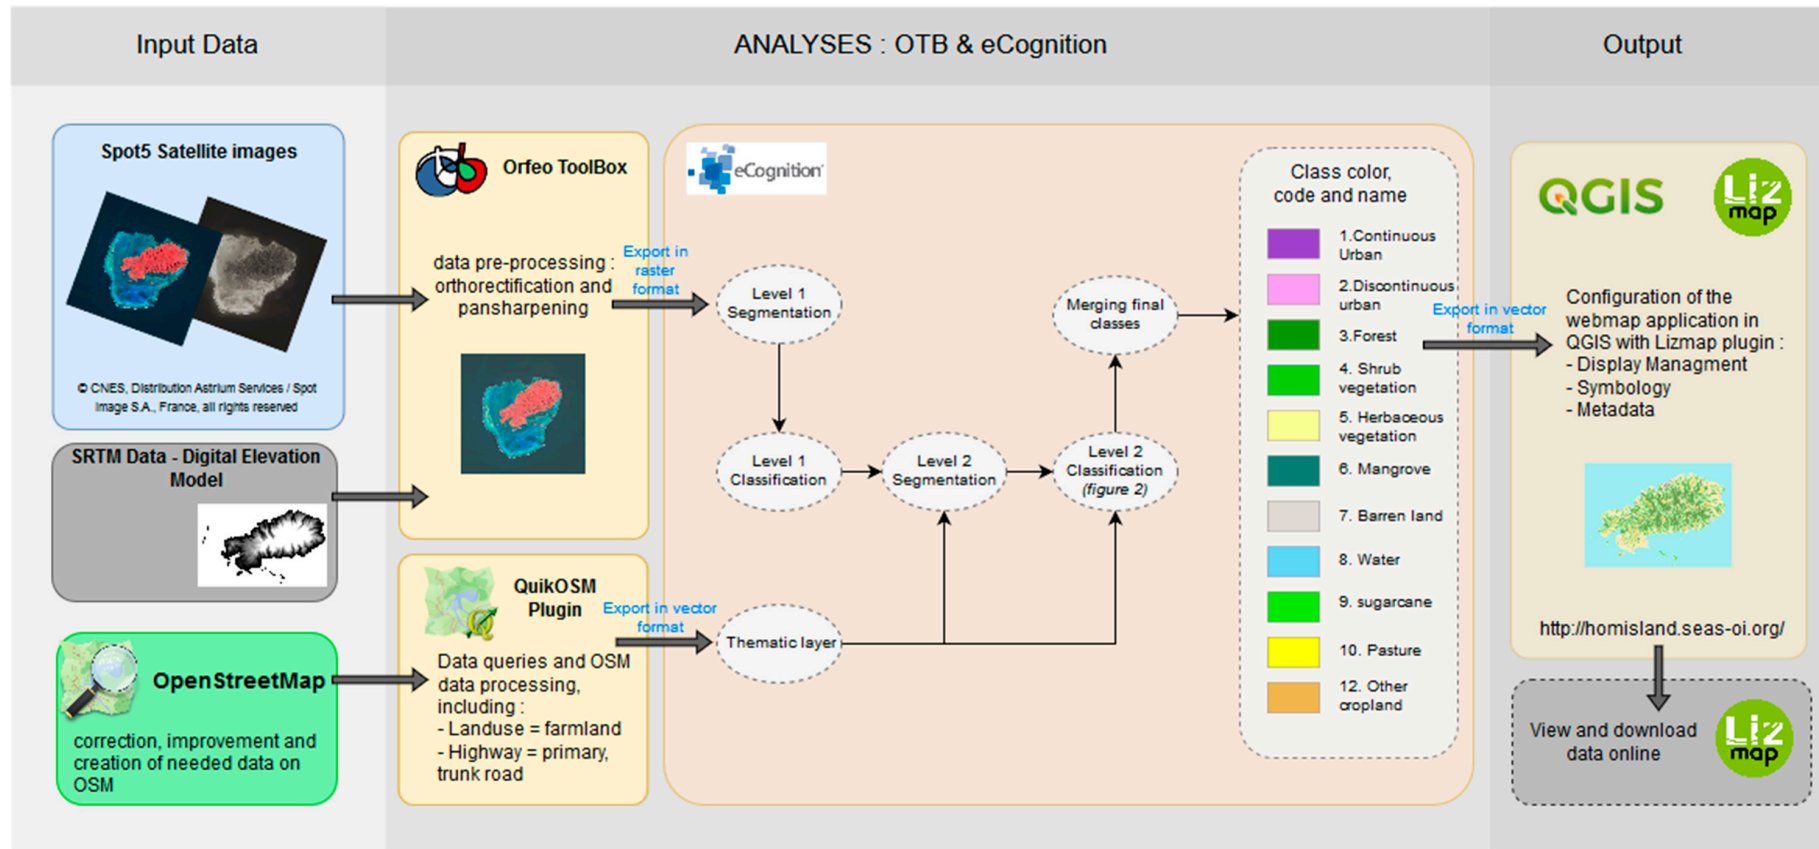 Input Data
ANALYSES : OTB & eCognition
Output
Spot5 Satellite images
© CNES, Distribution Astrium Services / Spot
Image S.A., France, all rights reserved
SRTM Data - Digital Elevation
Model
OpenStreetMap
correction, improvement and
creation of needed data on
OSM
Orfeo ToolBox
data pre-processing :
orthorectification and
pansharpening
Export in
raster
format
QuikOSM
Plugin
Data queries and OSM
data processing,
including :
- Landuse = farmland
- Highway = primary,
trunk road
Export in vector
format
eCognition
Level 1
Segmentation
Level 1
Classification
Level 2
Segmentation
Level 2
Classification
(figure 2)
Merging final
classes
Thematic layer
Class color,
code and name
1.Continuous
Urban
2.Discontinuous
urban
3.Forest
4. Shrub
vegetation
5. Herbaceous
vegetation
6. Mangrove
7. Barren land
8. Water
9. sugarcane
10. Pasture
12. Other
cropland
Export in vector
format
QGIS
Liz
map
Configuration of the
webmap application in
QGIS with Lizmap plugin :
- Display Managment
- Symbology
- Metadata
http://homisland.seas-oi.org/
View and download
data online
Liz
map